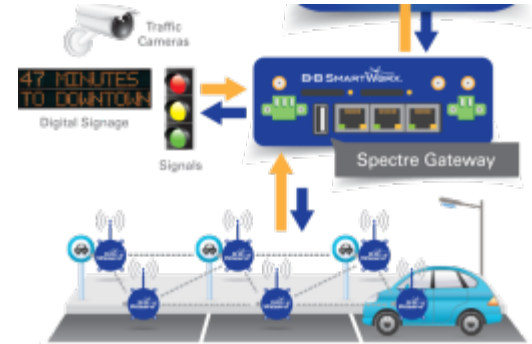 Traffic
Cameras
47 MINUTES
TO DOWNTOWN
Digital Signage
Signals
B+B SMARTWORX
Spectre Gateway